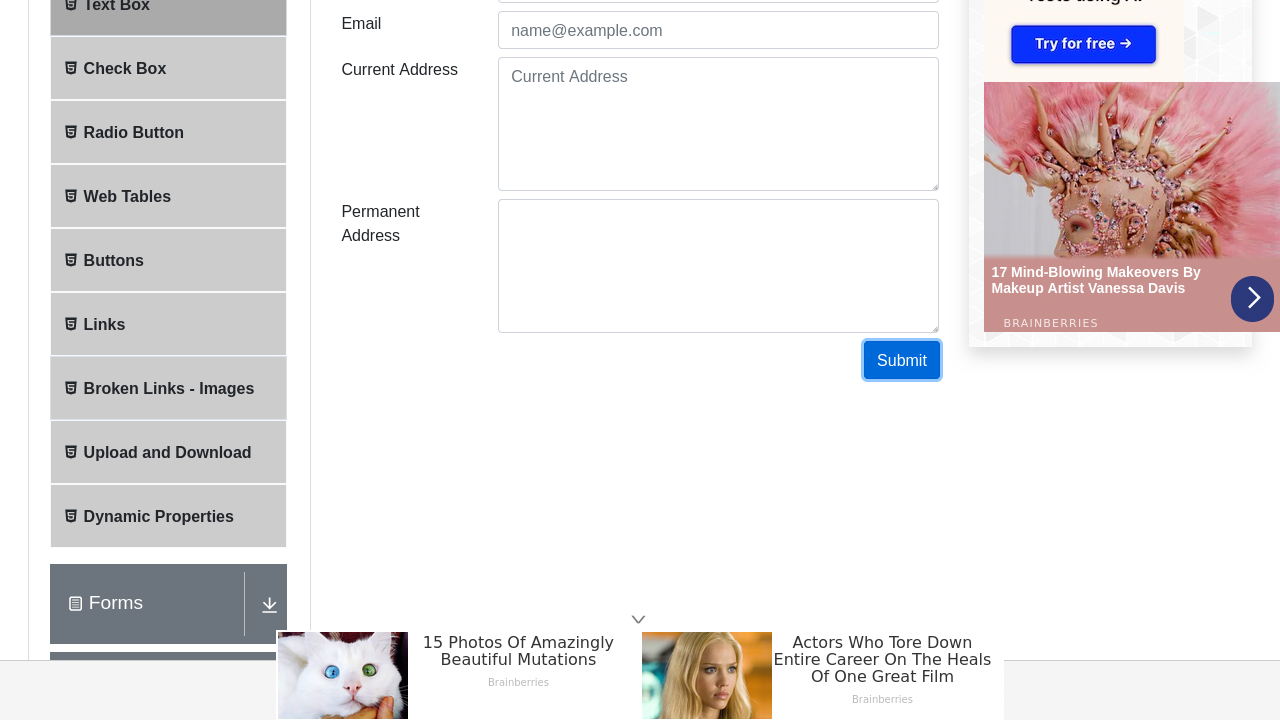 Text Box
Check Box
Radio Button
Web Tables
Buttons
Links
Broken Links - Images
Upload and Download
Dynamic Properties
Forms
Email
name@example.com
Current Address
Current Address
Permanent
Address
Submit
Try for free →
17 Mind-Blowing Makeovers By
Makeup Artist Vanessa Davis
BRAINBERRIES
15 Photos Of Amazingly
Beautiful Mutations
Brainberries
Actors Who Tore Down
Entire Career On The Heals
Of One Great Film
Brainberries